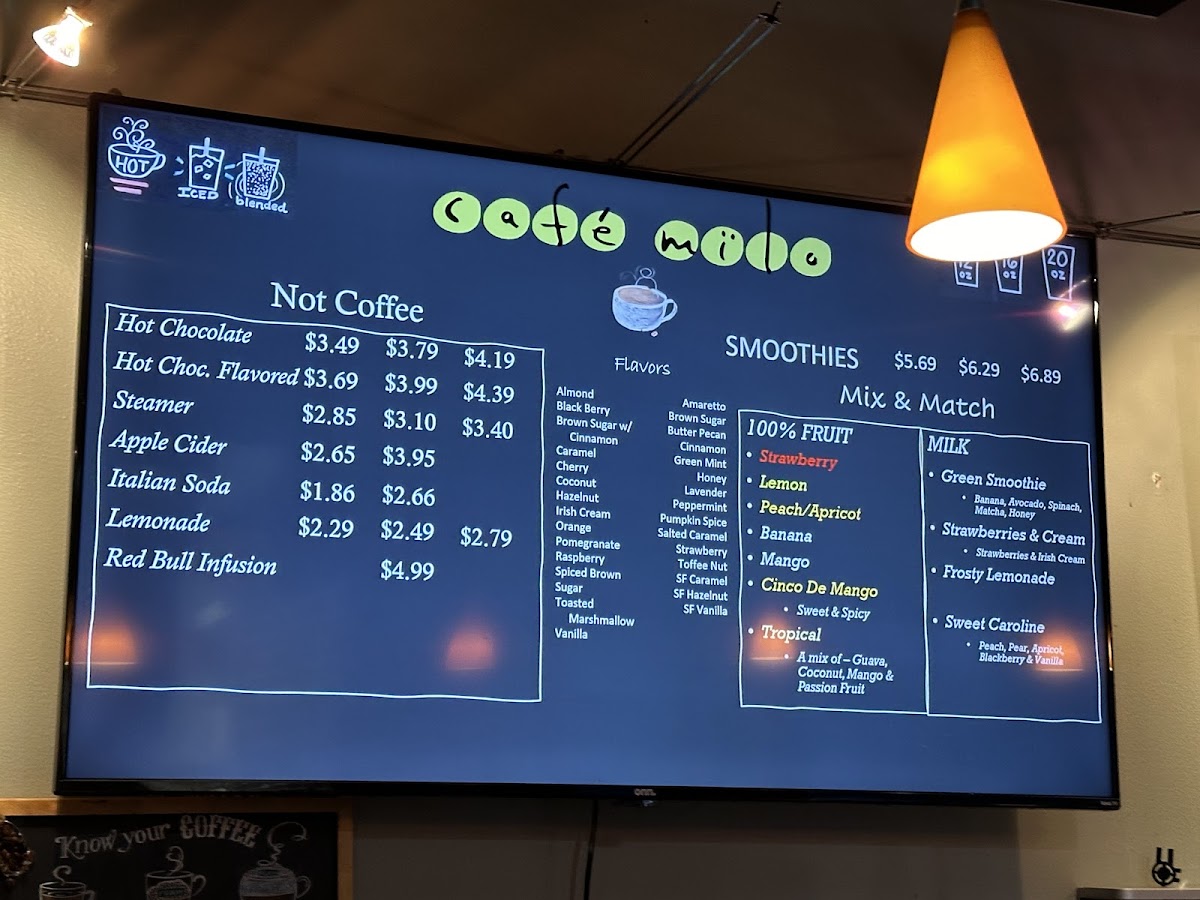 HOT
ICED
blended
café mïlo
12 oz
16 oz
20 oz
Not Coffee
Hot Chocolate $3.49 $3.79 $4.19
Hot Choc. Flavored $3.69 $3.99 $4.39
Steamer $2.85 $3.10 $3.40
Apple Cider $2.65 $3.95
Italian Soda $1.86 $2.66
Lemonade $2.29 $2.49 $2.79
Red Bull Infusion $4.99
Flavors
Almond
Black Berry
Brown Sugar w/
Cinnamon
Caramel
Cherry
Coconut
Hazelnut
Irish Cream
Orange
Pomegranate
Raspberry
Spiced Brown
Sugar
Toasted
Marshmallow
Vanilla
Amaretto
Brown Sugar
Butter Pecan
Cinnamon
Green Mint
Honey
Lavender
Peppermint
Pumpkin Spice
Salted Caramel
Strawberry
Toffee Nut
SF Caramel
SF Hazelnut
SF Vanilla
SMOOTHIES $5.69 $6.29 $6.89
Mix & Match
100% FRUIT
• Strawberry
• Lemon
• Peach/Apricot
• Banana
• Mango
• Cinco De Mango
• Sweet & Spicy
• Tropical
• A mix of – Guava,
Coconut, Mango &
Passion Fruit
MILK
• Green Smoothie
• Banana, Avocado, Spinach,
Matcha, Honey
• Strawberries & Cream
• Strawberries & Irish Cream
• Frosty Lemonade
• Sweet Caroline
• Peach, Pear, Apricot,
Blackberry & Vanilla
onn.
Know your COFFEE